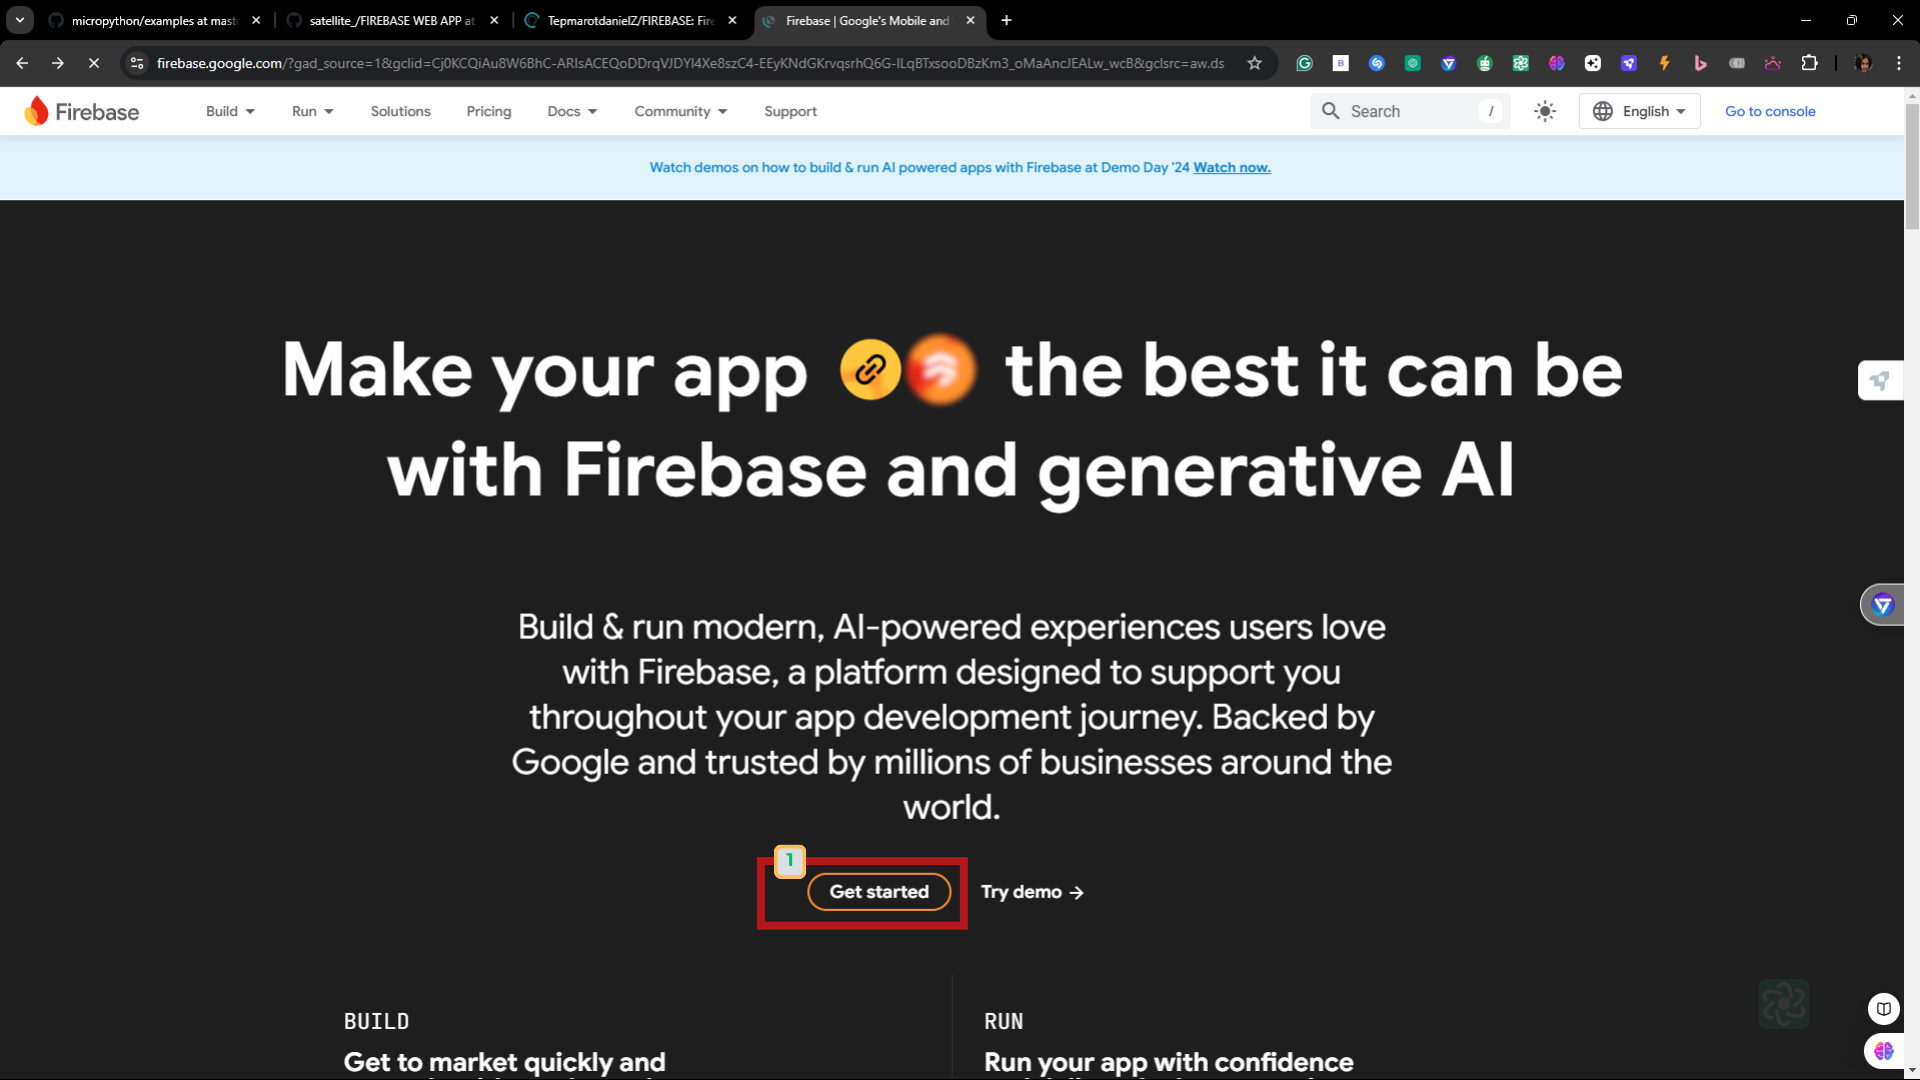 micropython/examples at mast
satellite_/FIREBASE WEB APP at
TepmarotdanielZ/FIREBASE: Fire
Firebase | Google's Mobile and
firebase.google.com/?gad_source=1&gclid=Cj0KCQiAu8W6BhC-ARIsACEQoDDrqVJDYl4Xe8szC4-EEyKNdGKrvqsrhQ6G-ILqBTxsooDBzKm3_oMaAncJEALw_wcB&gclsrc=aw.ds
Firebase
Build
Run
Solutions
Pricing
Docs
Community
Support
Search
/
English
Go to console
Watch demos on how to build & run AI powered apps with Firebase at Demo Day '24 Watch now.
Make your app the best it can be
with Firebase and generative AI
Build & run modern, AI-powered experiences users love
with Firebase, a platform designed to support you
throughout your app development journey. Backed by
Google and trusted by millions of businesses around the
world.
1
Get started
Try demo →
BUILD
RUN
Get to market quickly and
Run your app with confidence